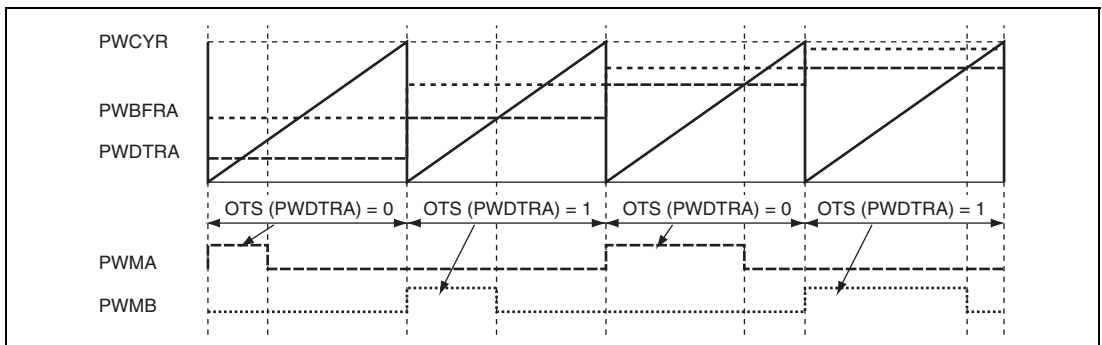 PWCYR
PWBFRA
PWDTRA
OTS (PWDTRA) = 0 OTS (PWDTRA) = 1 OTS (PWDTRA) = 0 OTS (PWDTRA) = 1
PWMA
PWMB